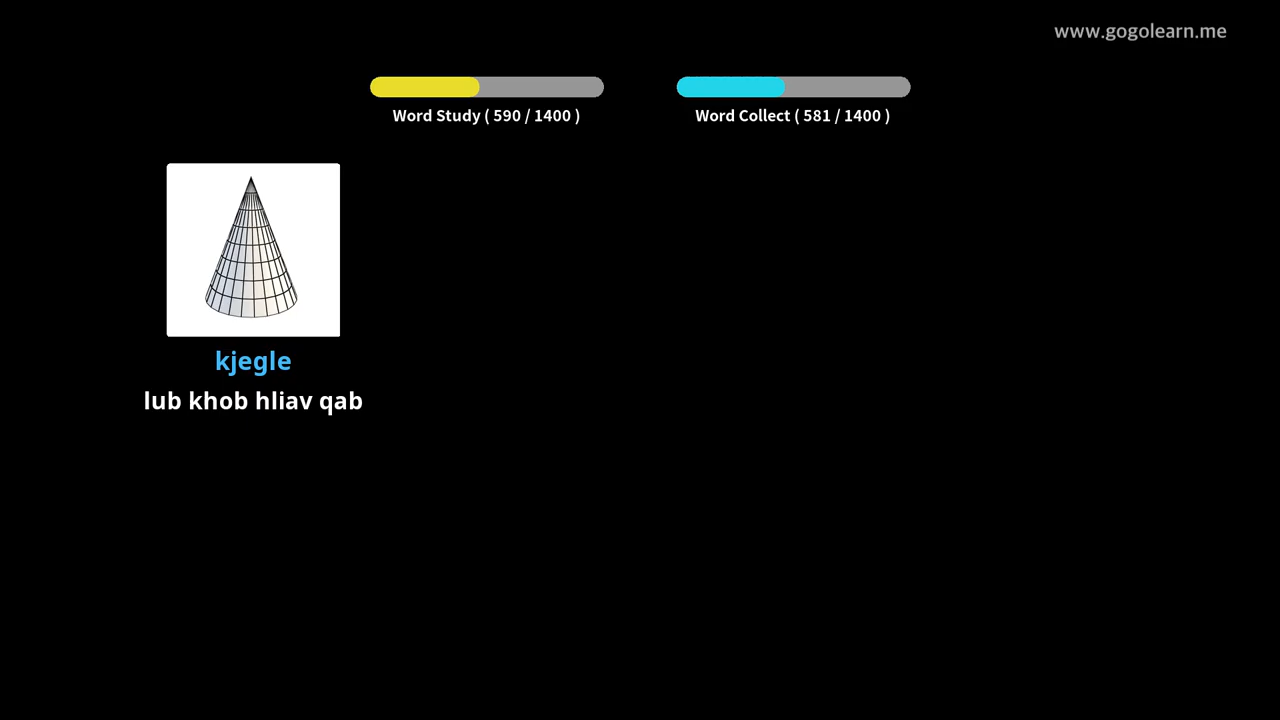 www.gogolearn.me
Word Study ( 590 / 1400 )
Word Collect ( 581 / 1400 )
kjegle
lub khob hliav qab